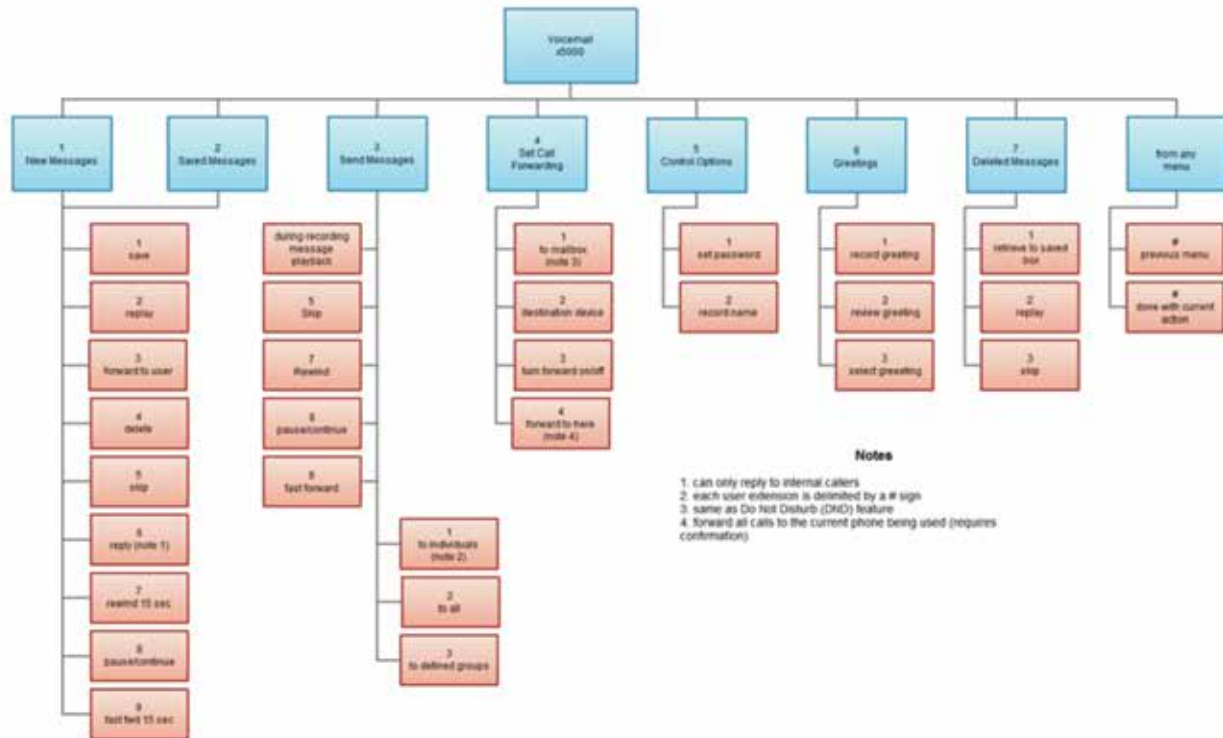 Voicemail
x5000
1
New Messages
2
Saved Messages
3
Send Messages
4
Set Call
Forwarding
5
Control Options
6
Greetings
7
Deleted Messages
from any
menu
1
save
2
replay
3
forward to user
4
delete
5
skip
6
reply (note 1)
7
rewind 15 sec
8
pause/continue
9
fast fwd 15 sec
during recording
message
playback
5
Skip
7
Rewind
8
pause/continue
9
fast forward
1
to individuals
(note 2)
2
to all
3
to defined groups
1
to mailbox
(note 3)
2
destination device
3
turn forward on/off
4
forward to here
(note 4)
1
set password
2
record name
1
record greeting
2
review greeting
3
select greeeting
1
retrieve to saved
box
2
replay
3
skip
#
previous menu
#
done with current
action
Notes
1. can only reply to internal callers
2. each user extension is delimited by a # sign
3. same as Do Not Disturb (DND) feature
4. forward all calls to the current phone being used (requires
confirmation)